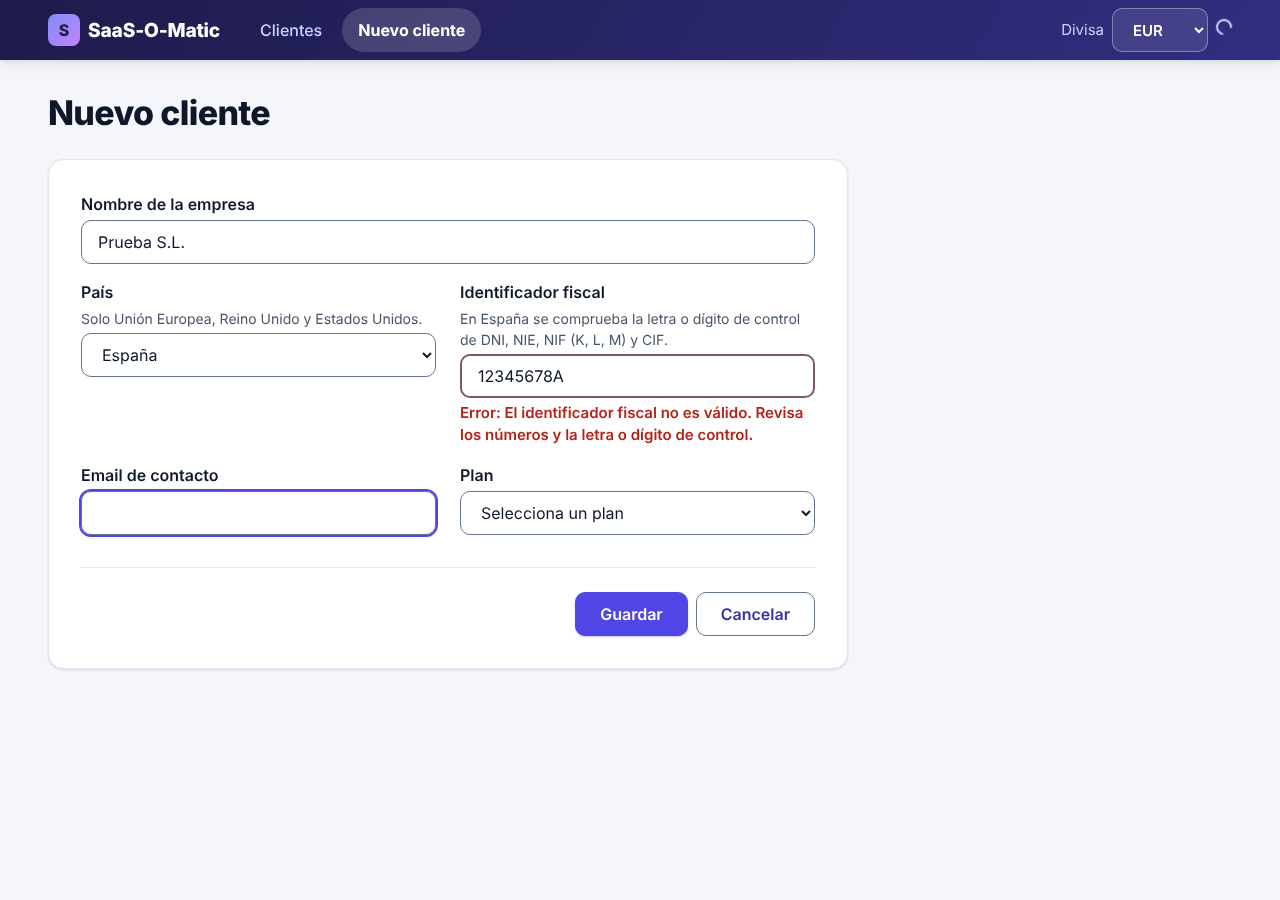 S SaaS-O-Matic Clientes Nuevo cliente Divisa EUR
Nuevo cliente
Nombre de la empresa
Prueba S.L.
País
Solo Unión Europea, Reino Unido y Estados Unidos.
España
Identificador fiscal
En España se comprueba la letra o dígito de control
de DNI, NIE, NIF (K, L, M) y CIF.
12345678A
Error: El identificador fiscal no es válido. Revisa
los números y la letra o dígito de control.
Email de contacto
Plan
Selecciona un plan
Guardar Cancelar